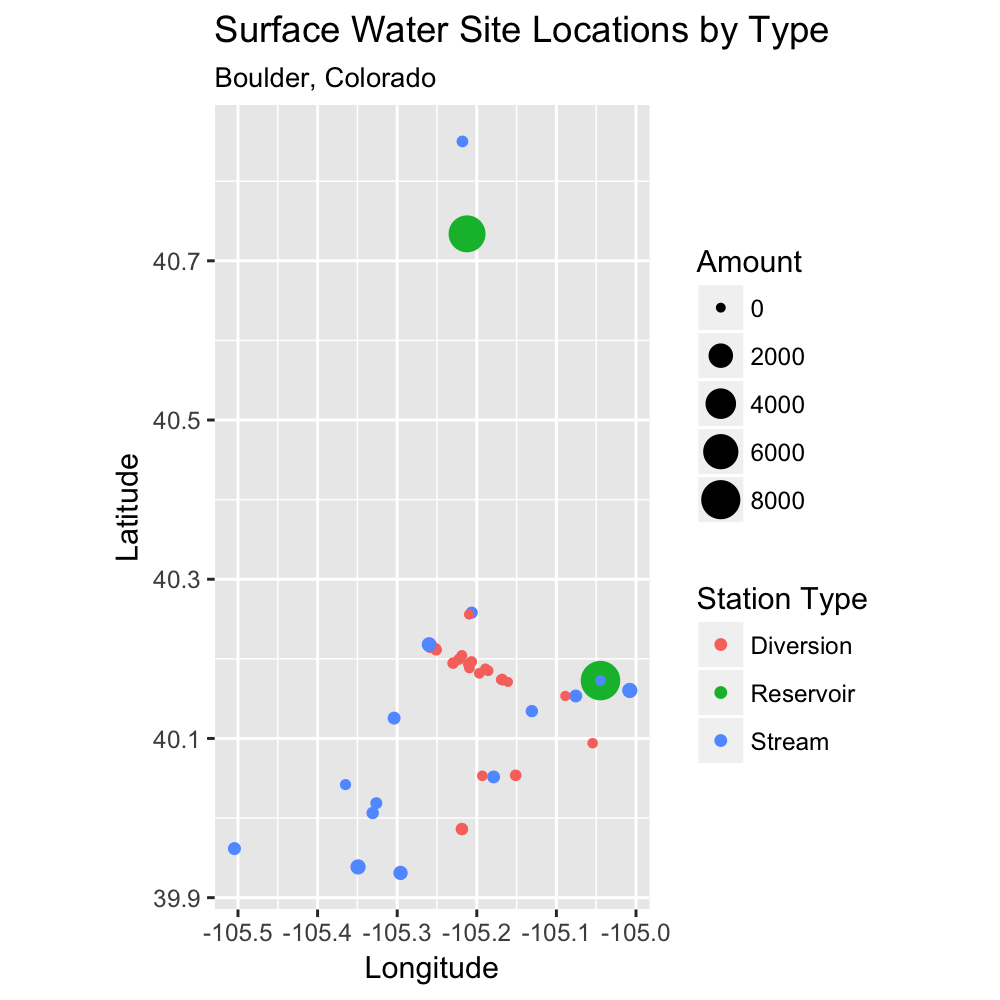 Surface Water Site Locations by Type
Boulder, Colorado
Latitude
40.7
40.5
40.3
40.1
39.9
-105.5 -105.4 -105.3 -105.2 -105.1 -105.0
Longitude
Amount
0
2000
4000
6000
8000
Station Type
Diversion
Reservoir
Stream